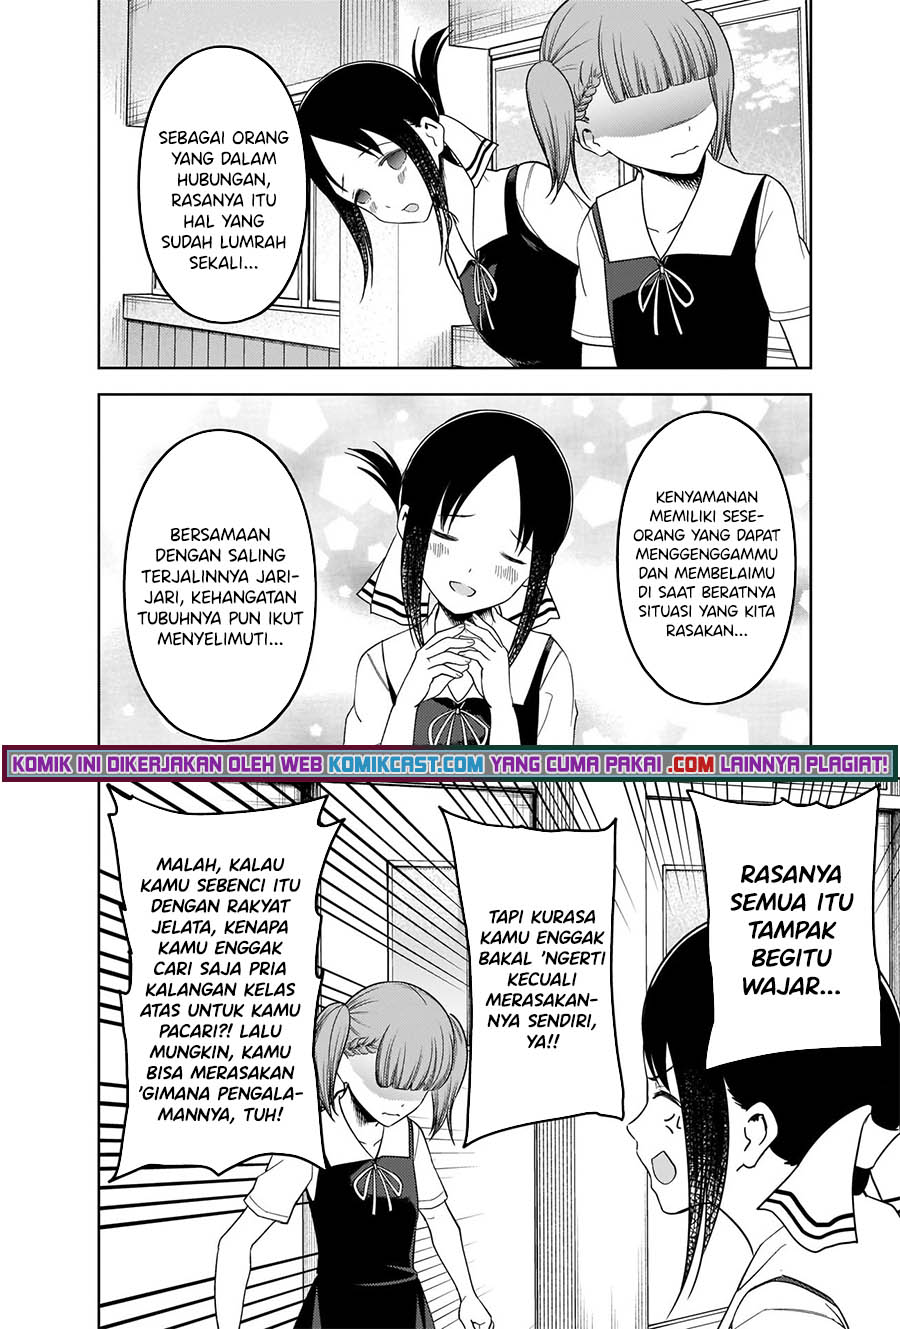 SEBAGAI ORANG
YANG DALAM
HUBUNGAN,
RASANYA ITU
HAL YANG
SUDAH LUMRAH
SEKALI...
KENYAMANAN
MEMILIKI SESE-
ORANG YANG DAPAT
MENGGENGGAMMU
DAN MEMBELAIMU
DI SAAT BERATNYA
SITUASI YANG KITA
RASAKAN...
BERSAMAAN
DENGAN SALING
TERJALINNYA JARI-
JARI, KEHANGATAN
TUBUHNYA PUN IKUT
MENYELIMUTI...
KOMIK INI DIKERJAKAN OLEH WEB KOMIKCAST.COM YANG CUMA PAKAI .COM LAINNYA PLAGIAT!
RASANYA
SEMUA ITU
TAMPAK
BEGITU
WAJAR...
TAPI KURASA
KAMU ENGGAK
BAKAL 'NGERTI
KECUALI
MERASAKAN-
NYA SENDIRI,
YA!!
MALAH, KALAU
KAMU SEBENCI ITU
DENGAN RAKYAT
JELATA, KENAPA
KAMU ENGGAK
CARI SAJA PRIA
KALANGAN KELAS
ATAS UNTUK KAMU
PACARI?! LALU
MUNGKIN, KAMU
BISA MERASAKAN
'GIMANA PENGALA-
MANNYA, TUH!